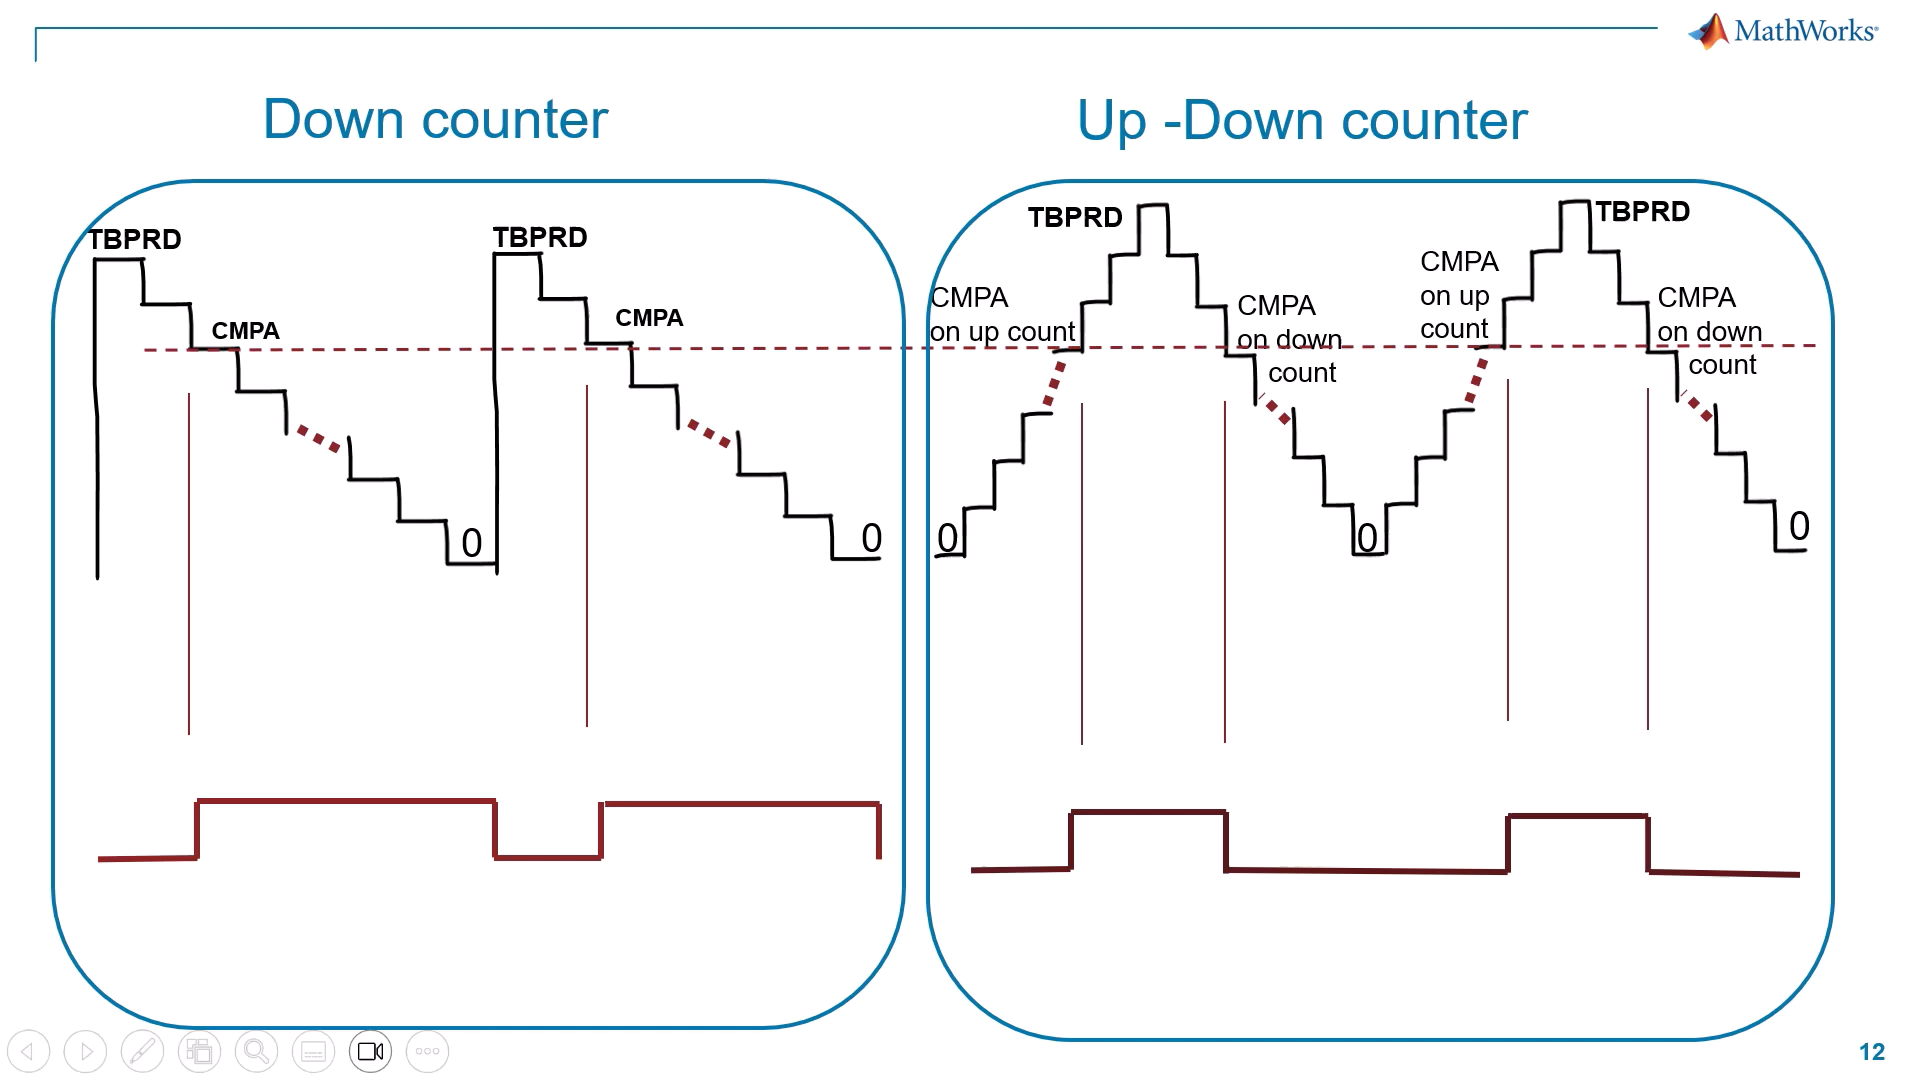 MathWorks®
Down counter
Up -Down counter
TBPRD
TBPRD
CMPA
CMPA
0
0
TBPRD
TBPRD
CMPA
on up count
CMPA
on down
count
CMPA
on up
count
CMPA
on down
count
0
0
0
12